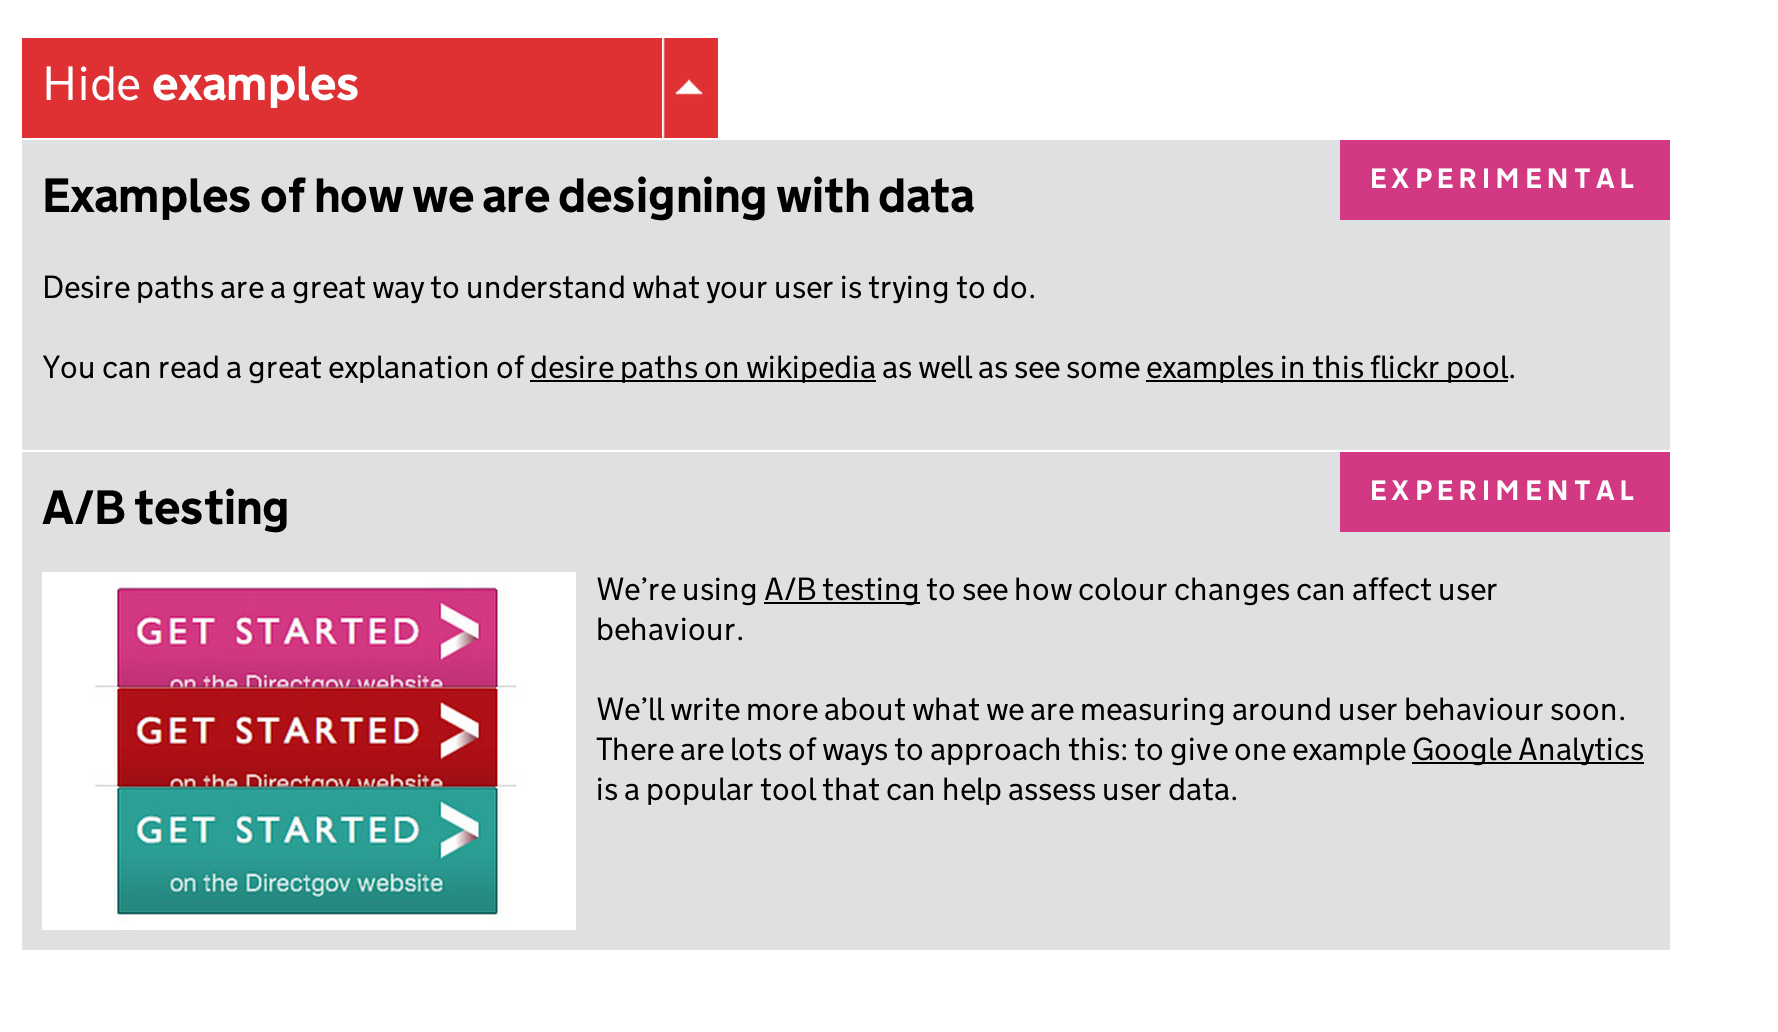 Hide examples
Examples of how we are designing with data
EXPERIMENTAL
Desire paths are a great way to understand what your user is trying to do.
You can read a great explanation of desire paths on wikipedia as well as see some examples in this flickr pool.
A/B testing
EXPERIMENTAL
GET STARTED
on the Directgov website
GET STARTED
on the Directgov website
GET STARTED
on the Directgov website
We’re using A/B testing to see how colour changes can affect user
behaviour.
We’ll write more about what we are measuring around user behaviour soon.
There are lots of ways to approach this: to give one example Google Analytics
is a popular tool that can help assess user data.